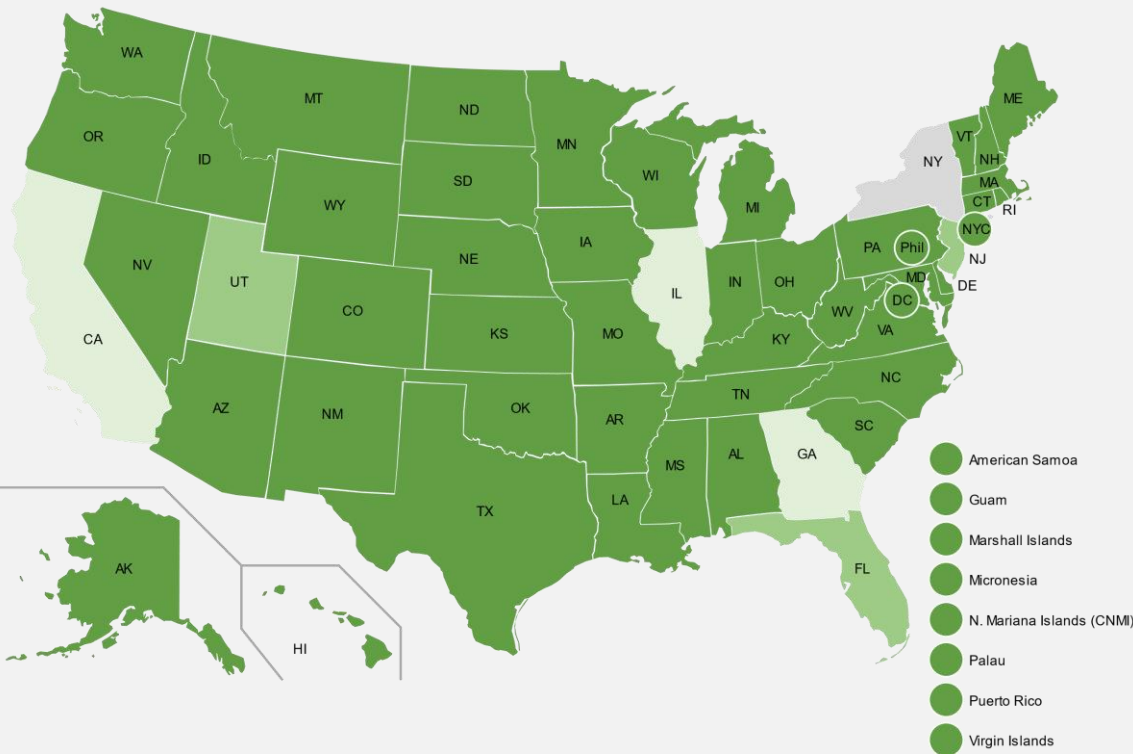 WA
MT
ND
MN
ME
OR
ID
SD
WI
VT
NH
NY
MA
WY
MI
CT
RI
IA
NYC
NE
PA
Phil
NJ
NV
UT
IL
IN
OH
MD
DE
CO
DC
WV
CA
KS
MO
KY
VA
NC
TN
AZ
NM
OK
AR
SC
MS
AL
GA
TX
LA
FL
AK
HI
American Samoa
Guam
Marshall Islands
Micronesia
N. Mariana Islands (CNMI)
Palau
Puerto Rico
Virgin Islands